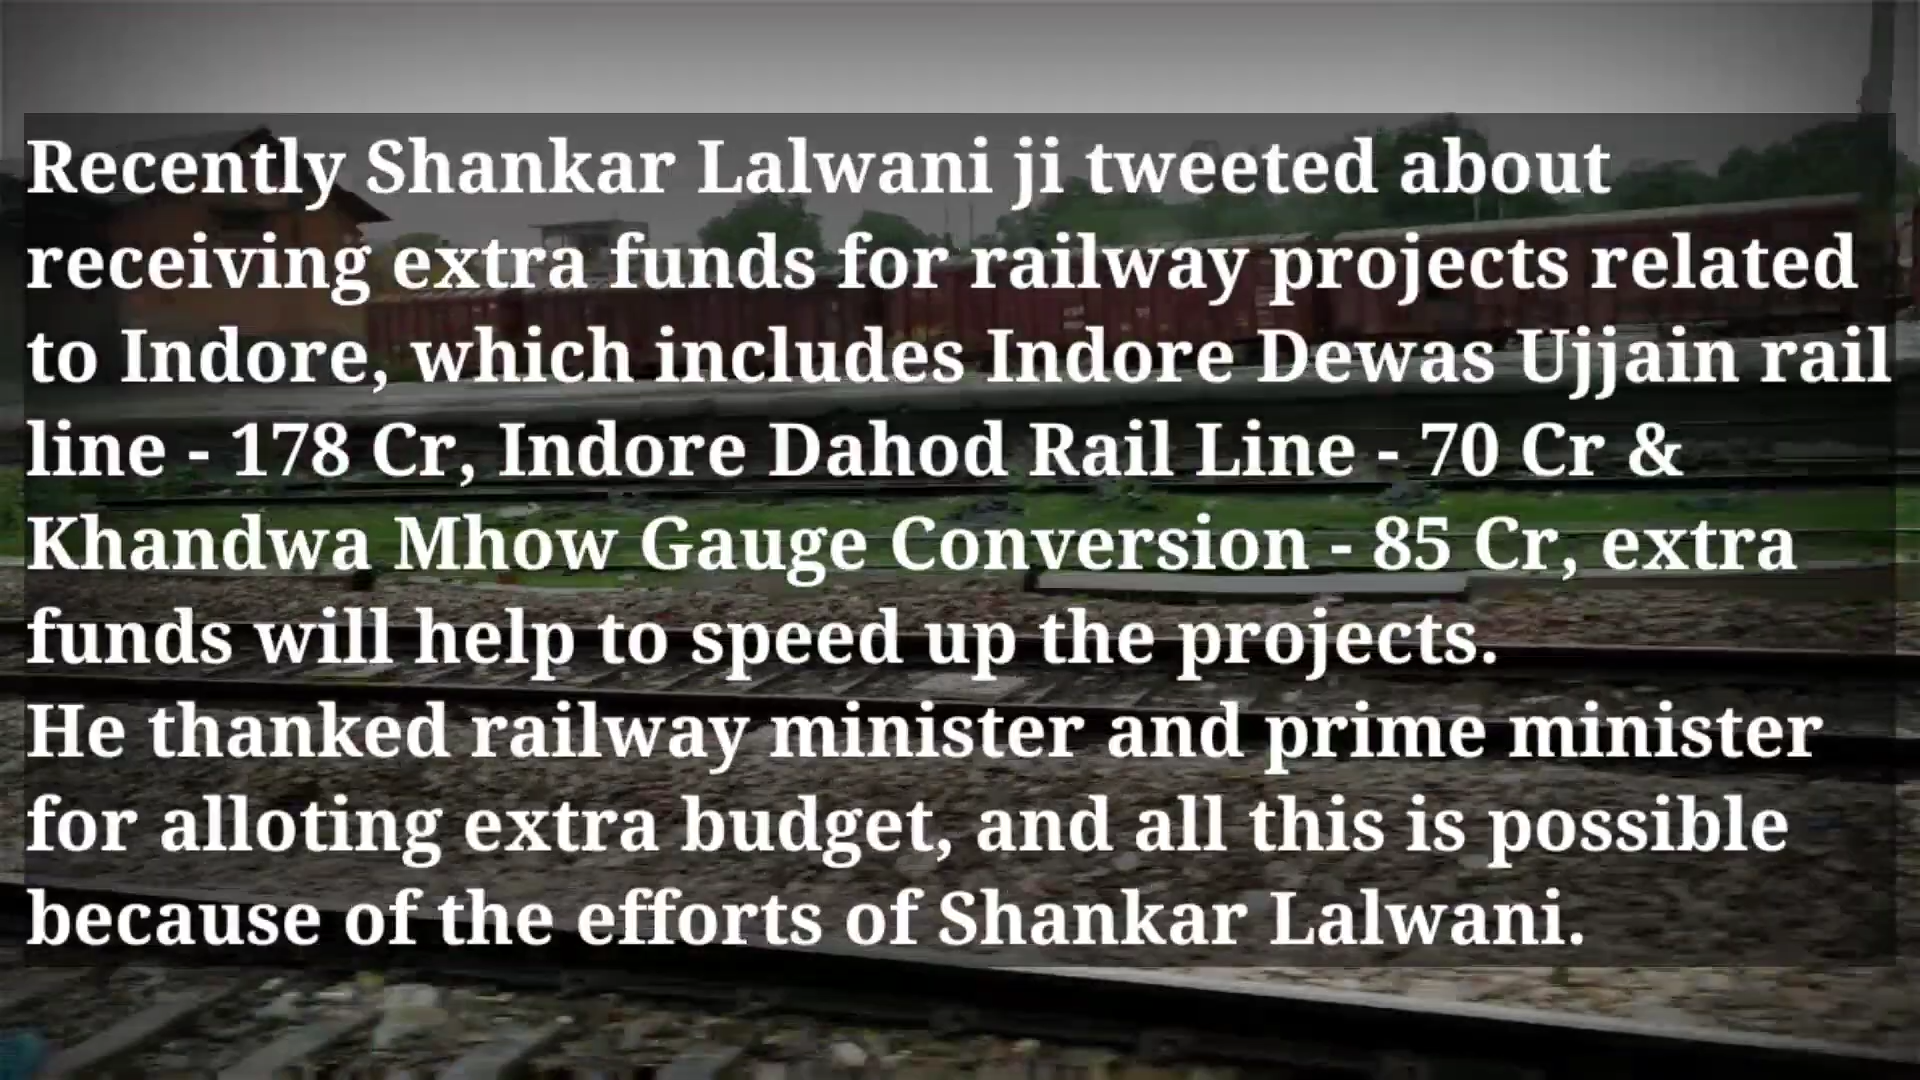 Recently Shankar Lalwani ji tweeted about
receiving extra funds for railway projects related
to Indore, which includes Indore Dewas Ujjain rail
line - 178 Cr, Indore Dahod Rail Line - 70 Cr &
Khandwa Mhow Gauge Conversion - 85 Cr, extra
funds will help to speed up the projects.
He thanked railway minister and prime minister
for alloting extra budget, and all this is possible
because of the efforts of Shankar Lalwani.